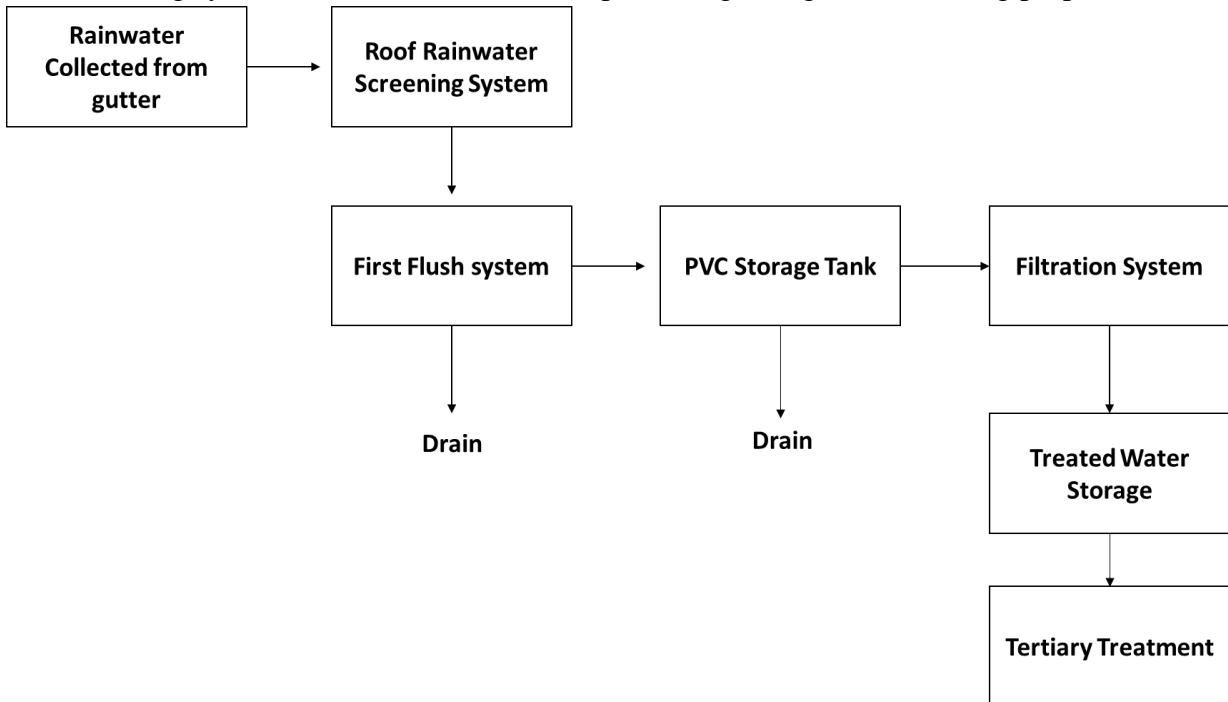 Rainwater
Collected from
gutter
Roof Rainwater
Screening System
First Flush system
PVC Storage Tank
Filtration System
Drain
Drain
Treated Water
Storage
Tertiary Treatment